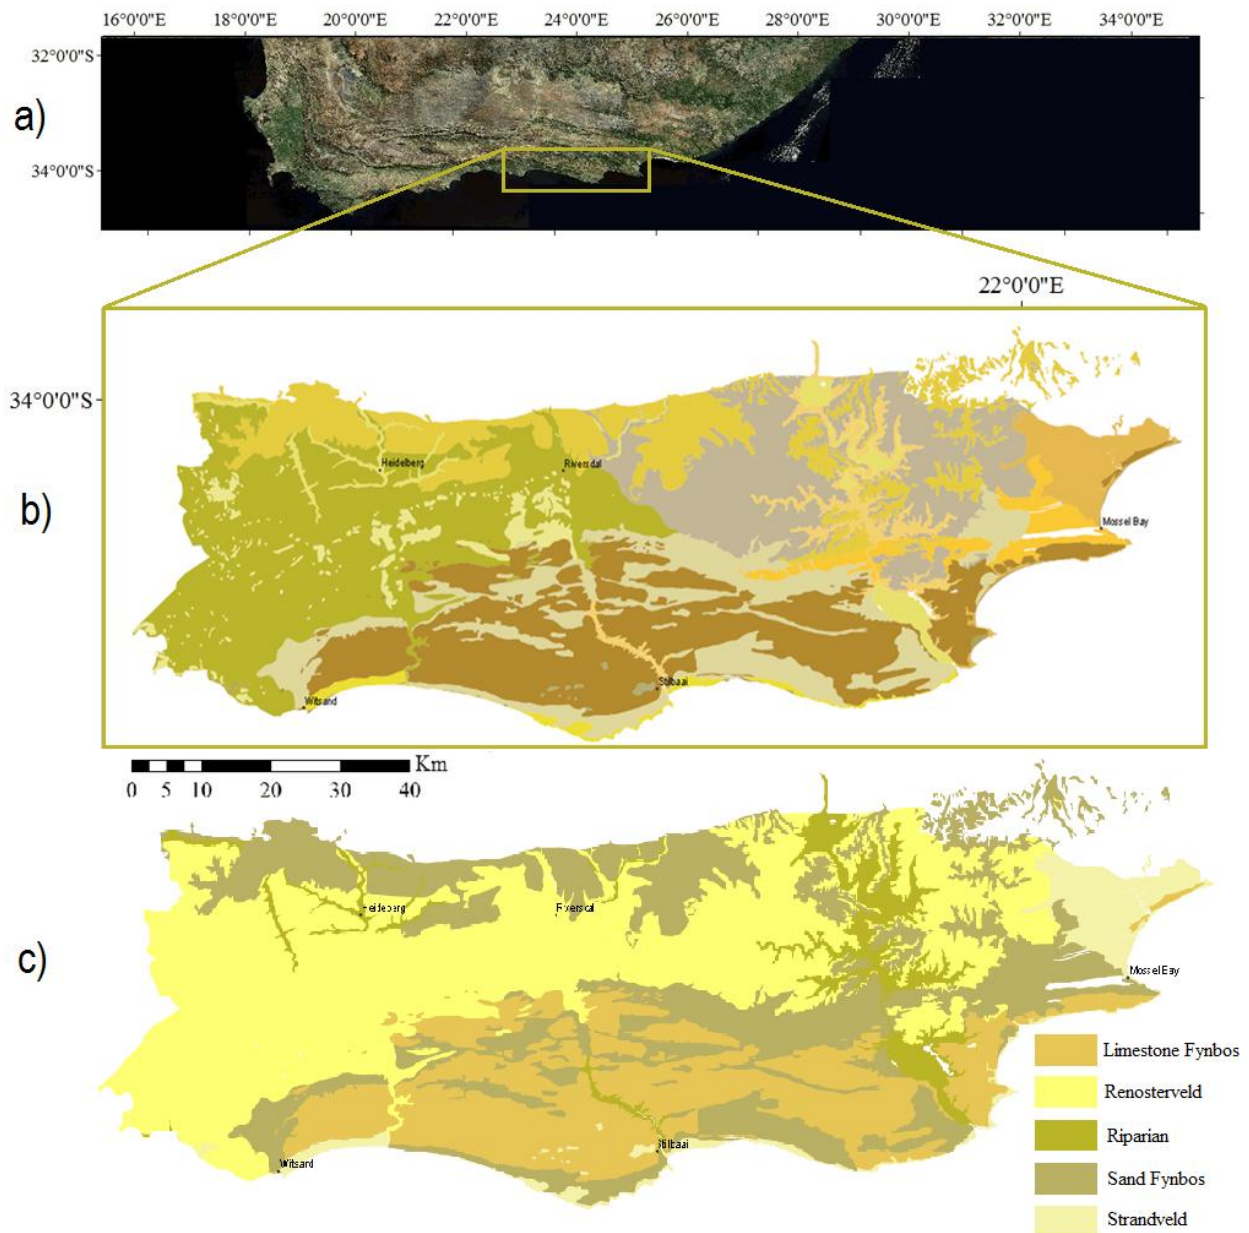 16°0'0"E 18°0'0"E 20°0'0"E 22°0'0"E 24°0'0"E 26°0'0"E 28°0'0"E 30°0'0"E 32°0'0"E 34°0'0"E
32°0'0"S
a)
34°0'0"S
22°0'0"E
34°0'0"S
Heidelberg
Riversdal
b)
Mossel Bay
Stilbaai
Witsand
Km
0 5 10 20 30 40
Heidelberg
Riversdal
c)
Mossel Bay
Limestone Fynbos
Renosterveld
Riparian
Stilbaai
Witsand
Sand Fynbos
Strandveld